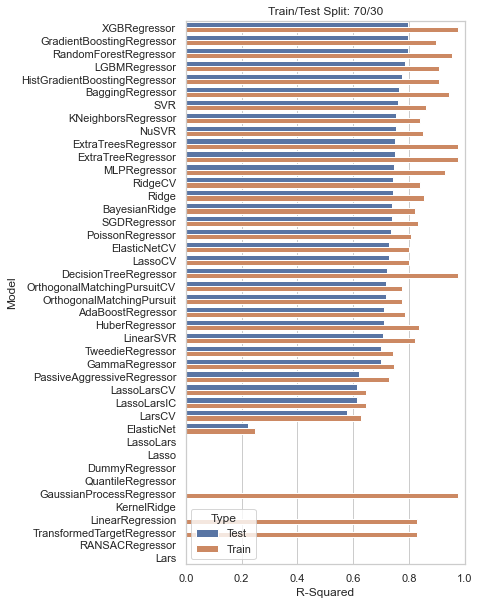 Train/Test Split: 70/30
XGBRegressor
GradientBoostingRegressor
RandomForestRegressor
LGBMRegressor
HistGradientBoostingRegressor
BaggingRegressor
SVR
KNeighborsRegressor
NuSVR
ExtraTreesRegressor
ExtraTreeRegressor
MLPRegressor
RidgeCV
Ridge
BayesianRidge
SGDRegressor
PoissonRegressor
ElasticNetCV
LassoCV
DecisionTreeRegressor
OrthogonalMatchingPursuitCV
OrthogonalMatchingPursuit
AdaBoostRegressor
HuberRegressor
LinearSVR
TweedieRegressor
GammaRegressor
PassiveAggressiveRegressor
LassoLarsCV
LassoLarsIC
LarsCV
ElasticNet
LassoLars
Lasso
DummyRegressor
QuantileRegressor
GaussianProcessRegressor
KernelRidge
LinearRegression
TransformedTargetRegressor
RANSACRegressor
Lars
Model
Type
Test
Train
0.0 0.2 0.4 0.6 0.8 1.0
R-Squared